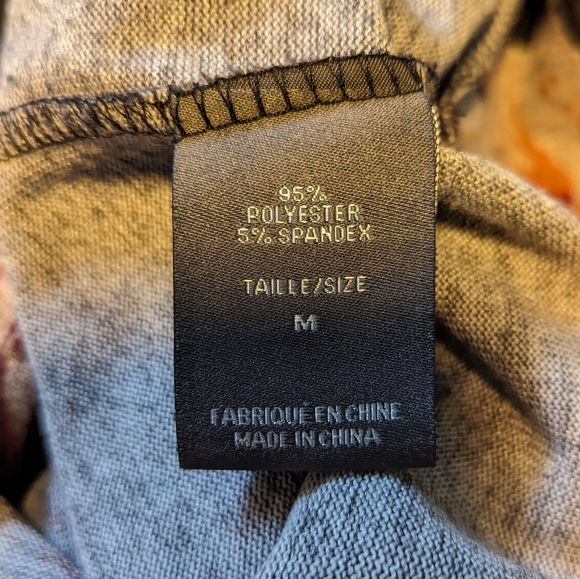 95%
POLYESTER
5% SPANDEX
TAILLE/SIZE
M
FABRIQUÉ EN CHINE
MADE IN CHINA